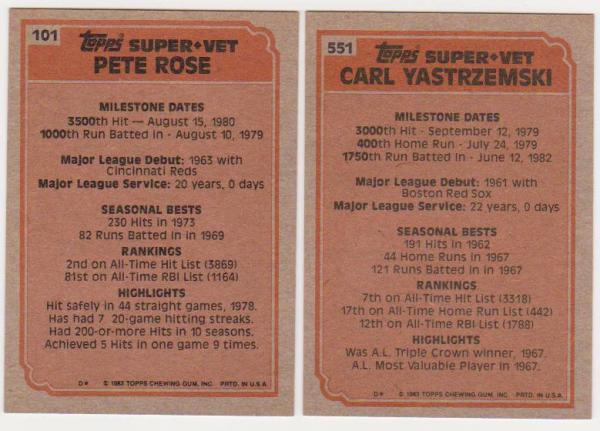 101
Topps SUPER•VET
PETE ROSE
MILESTONE DATES
3500th Hit — August 15, 1980
1000th Run Batted In - August 10, 1979
Major League Debut: 1963 with
Cincinnati Reds
Major League Service: 20 years, 0 days
SEASONAL BESTS
230 Hits in 1973
82 Runs Batted In in 1969
RANKINGS
2nd on All-Time Hit List (3869)
81st on All-Time RBI List (1164)
HIGHLIGHTS
Hit safely in 44 straight games, 1978.
Has had 7 20-game hitting streaks.
Had 200-or-more Hits in 10 seasons.
Achieved 5 Hits in one game 9 times.
D* © 1983 TOPPS CHEWING GUM, INC. PRTD. IN U.S.A.
551
Topps SUPER•VET
CARL YASTRZEMSKI
MILESTONE DATES
3000th Hit - September 12, 1979
400th Home Run - July 24, 1979
1750th Run Batted In - June 12, 1982
Major League Debut: 1961 with
Boston Red Sox
Major League Service: 22 years, 0 days
SEASONAL BESTS
191 Hits in 1962
44 Home Runs in 1967
121 Runs Batted In in 1967
RANKINGS
7th on All-Time Hit List (3318)
17th on All-Time Home Run List (442)
12th on All-Time RBI List (1788)
HIGHLIGHTS
Was A.L. Triple Crown winner, 1967.
A.L. Most Valuable Player in 1967.
D* © 1983 TOPPS CHEWING GUM, INC. PRTD. IN U.S.A.